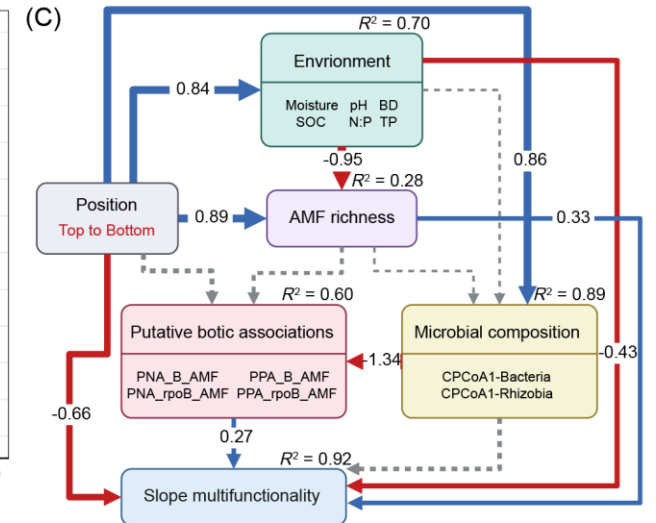 (C)
R² = 0.70
Envrionment
Moisture pH BD
SOC N:P TP
0.84
-0.95
0.86
R² = 0.28
Position
Top to Bottom
0.89
AMF richness
0.33
R² = 0.60
R² = 0.89
Putative botic associations
Microbial composition
-1.34
-0.43
PNA_B_AMF PPA_B_AMF
PNA_rpoB_AMF PPA_rpoB_AMF
CPCoA1-Bacteria
CPCoA1-Rhizobia
-0.66
0.27
R² = 0.92
Slope multifunctionality